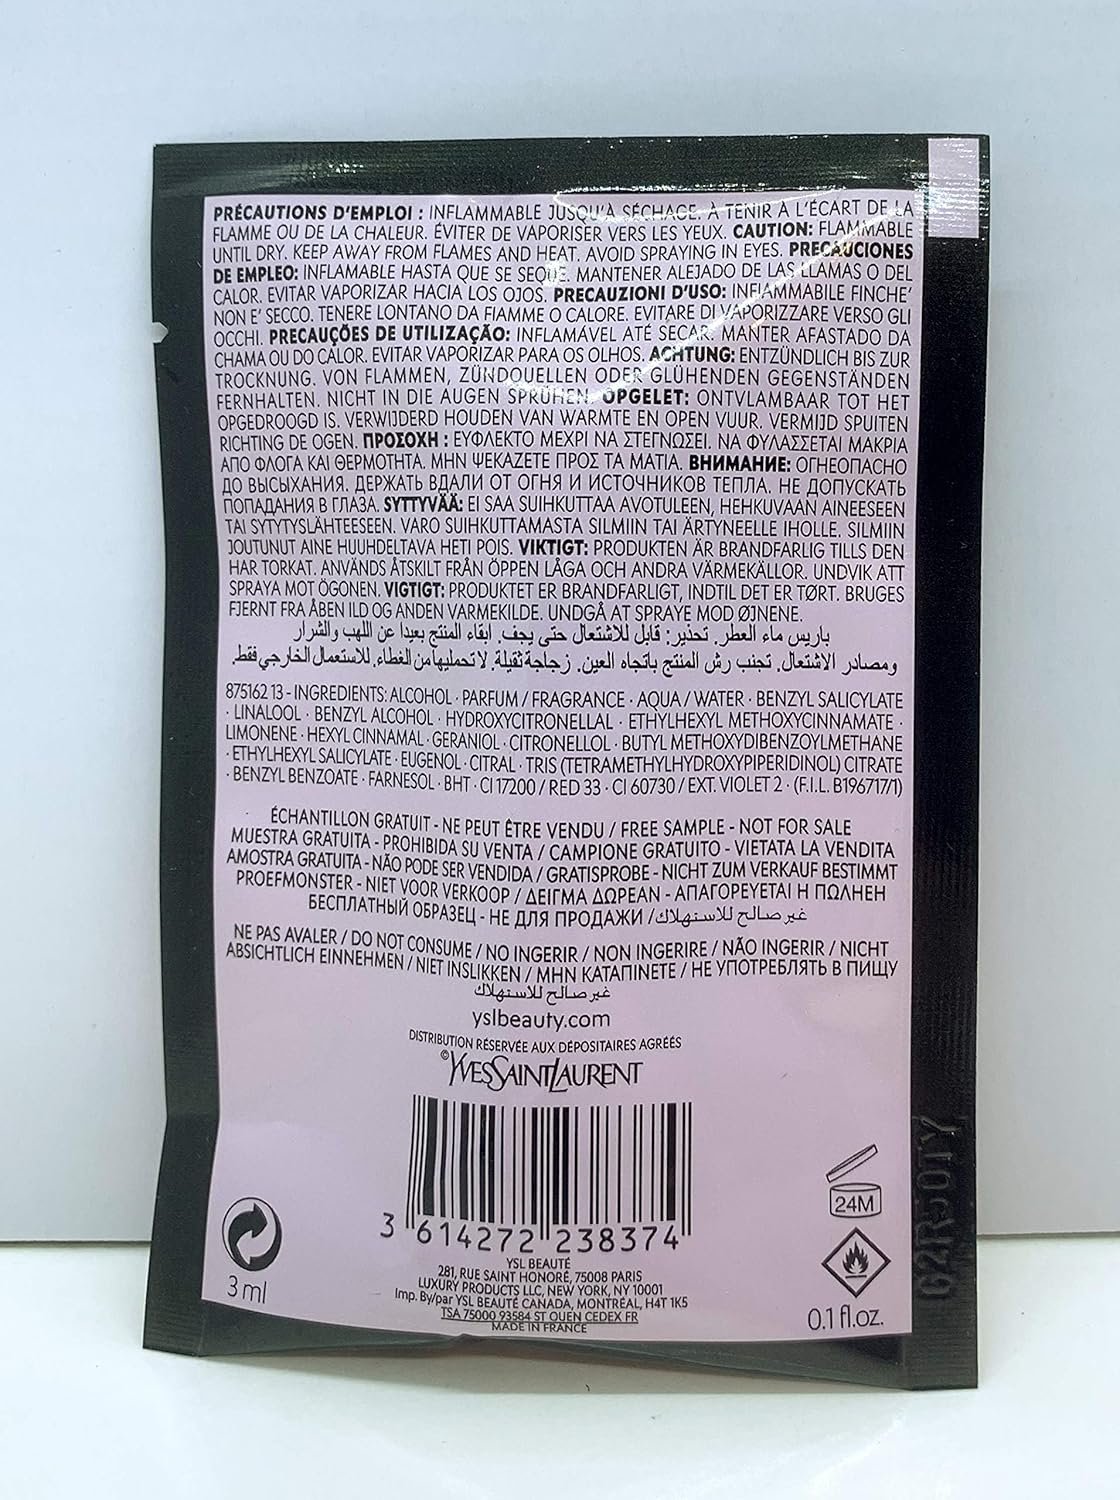 PRÉCAUTIONS D'EMPLOI : INFLAMMABLE JUSQU'À SÉCHAGE. À TENIR À L'ÉCART DE LA
FLAMME OU DE LA CHALEUR. ÉVITER DE VAPORISER VERS LES YEUX. CAUTION: FLAMMABLE
UNTIL DRY. KEEP AWAY FROM FLAMES AND HEAT. AVOID SPRAYING IN EYES. PRECAUCIONES
DE EMPLEO: INFLAMABLE HASTA QUE SE SEQUE. MANTENER ALEJADO DE LAS LLAMAS O DEL
CALOR. EVITAR VAPORIZAR HACIA LOS OJOS. PRECAUZIONI D'USO: INFIAMMABILE FINCHE'
NON E' SECCO. TENERE LONTANO DA FIAMME O CALORE. EVITARE DI VAPORIZZARE VERSO GLI
OCCHI. PRECAUÇÕES DE UTILIZAÇÃO: INFLAMÁVEL ATÉ SECAR. MANTER AFASTADO DA
CHAMA OU DO CALOR. EVITAR VAPORIZAR PARA OS OLHOS. ACHTUNG: ENTZÜNDLICH BIS ZUR
TROCKNUNG. VON FLAMMEN, ZÜNDQUELLEN ODER GLÜHENDEN GEGENSTÄNDEN
FERNHALTEN. NICHT IN DIE AUGEN SPRÜHEN. OPGELET: ONTVLAMBAAR TOT HET
OPGEDROOGD IS. VERWIJDERD HOUDEN VAN WARMTE EN OPEN VUUR. VERMIJD SPUITEN
RICHTING DE OGEN. ΠΡΟΣΟΧΗ : ΕΥΦΛΕΚΤΟ ΜΕΧΡΙ ΝΑ ΣΤΕΓΝΩΣΕΙ. ΝΑ ΦΥΛΑΣΣΕΤΑΙ ΜΑΚΡΙΑ
ΑΠΟ ΦΛΟΓΑ ΚΑΙ ΘΕΡΜΟΤΗΤΑ. ΜΗΝ ΨΕΚΑΖΕΤΕ ΠΡΟΣ ΤΑ ΜΑΤΙΑ. ВНИМАНИЕ: ОГНЕОПАСНО
ДО ВЫСЫХАНИЯ. ДЕРЖАТЬ ВДАЛИ ОТ ОГНЯ И ИСТОЧНИКОВ ТЕПЛА. НЕ ДОПУСКАТЬ
ПОПАДАНИЯ В ГЛАЗА. SYTTYVÄÄ: EI SAA SUIHKUTTAA AVOTULEEN, HEHKUVAAN AINEESEEN
TAI SYTYTYSLÄHTEESEEN. VARO SUIHKUTTAMASTA SILMIIN TAI ÄRTYNEELLE IHOLLE. SILMIIN
JOUTUNUT AINE HUUHDELTAVA HETI POIS. VIKTIGT: PRODUKTEN ÄR BRANDFARLIG TILLS DEN
HAR TORKAT. ANVÄNDS ÅTSKILT FRÅN ÖPPEN LÅGA OCH ANDRA VÄRMEKÄLLOR. UNDVIK ATT
SPRAYA MOT ÖGONEN. VIGTIGT: PRODUKTET ER BRANDFARLIGT, INDTIL DET ER TØRT. BRUGES
FJERNT FRA ÅBEN ILD OG ANDEN VARMEKILDE. UNDGÅ AT SPRAYE MOD ØJNENE.
باريس ماء العطر. تحذير: قابل للاشتعال حتى يجف. ابقاء المنتج بعيدا عن اللهب والشرار
ومصادر الاشتعال. تجنب رش المنتج باتجاه العين. زجاجة ثقيلة. لا تحمليها من الغطاء. للاستعمال الخارجي فقط.
875162 13 - INGREDIENTS: ALCOHOL · PARFUM / FRAGRANCE · AQUA / WATER · BENZYL SALICYLATE
· LINALOOL · BENZYL ALCOHOL · HYDROXYCITRONELLAL · ETHYLHEXYL METHOXYCINNAMATE ·
LIMONENE · HEXYL CINNAMAL · GERANIOL · CITRONELLOL · BUTYL METHOXYDIBENZOYLMETHANE
· ETHYLHEXYL SALICYLATE · EUGENOL · CITRAL · TRIS (TETRAMETHYLHYDROXYPIPERIDINOL) CITRATE
· BENZYL BENZOATE · FARNESOL · BHT · CI 17200 / RED 33 · CI 60730 / EXT. VIOLET 2 · (F.I.L. B196717/1)
ÉCHANTILLON GRATUIT - NE PEUT ÊTRE VENDU / FREE SAMPLE - NOT FOR SALE
MUESTRA GRATUITA - PROHIBIDA SU VENTA / CAMPIONE GRATUITO - VIETATA LA VENDITA
AMOSTRA GRATUITA - NÃO PODE SER VENDIDA / GRATISPROBE - NICHT ZUM VERKAUF BESTIMMT
PROEFMONSTER - NIET VOOR VERKOOP / ΔΕΙΓΜΑ ΔΩΡΕΑΝ - ΑΠΑΓΟΡΕΥΕΤΑΙ Η ΠΩΛΗΣΗ
БЕСПЛАТНЫЙ ОБРАЗЕЦ - НЕ ДЛЯ ПРОДАЖИ / غير صالح للاستهلاك
NE PAS AVALER / DO NOT CONSUME / NO INGERIR / NON INGERIRE / NÃO INGERIR / NICHT
ABSICHTLICH EINNEHMEN / NIET INSLIKKEN / ΜΗΝ ΚΑΤΑΠΙΝΕΤΕ / НЕ УПОТРЕБЛЯТЬ В ПИЩУ
غير صالح للاستهلاك
yslbeauty.com
DISTRIBUTION RÉSERVÉE AUX DÉPOSITAIRES AGRÉÉS
©YVESSAINTLAURENT
3 614272 238374
YSL BEAUTÉ
281, RUE SAINT HONORÉ, 75008 PARIS
LUXURY PRODUCTS LLC, NEW YORK, NY 10001
Imp. By/par YSL BEAUTÉ CANADA, MONTRÉAL, H4T 1K5
TSA 75000 93584 ST OUEN CEDEX FR
MADE IN FRANCE
3 ml
24M
0.1 fl.oz.
02R50TY